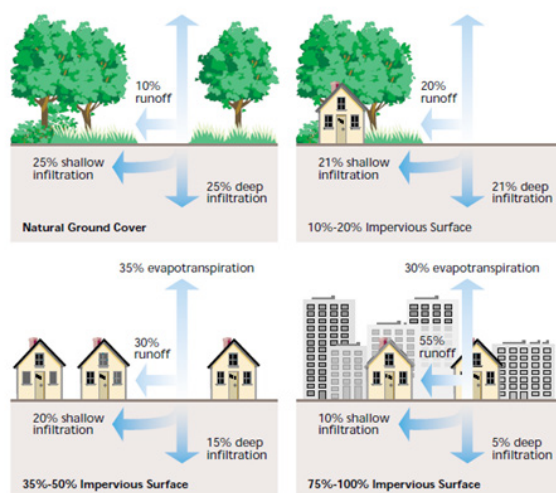 10%
runoff
25% shallow
infiltration
25% deep
infiltration
Natural Ground Cover
20%
runoff
21% shallow
infiltration
21% deep
infiltration
10%-20% Impervious Surface
35% evapotranspiration
30%
runoff
20% shallow
infiltration
15% deep
infiltration
35%-50% Impervious Surface
30% evapotranspiration
55%
runoff
10% shallow
infiltration
5% deep
infiltration
75%-100% Impervious Surface